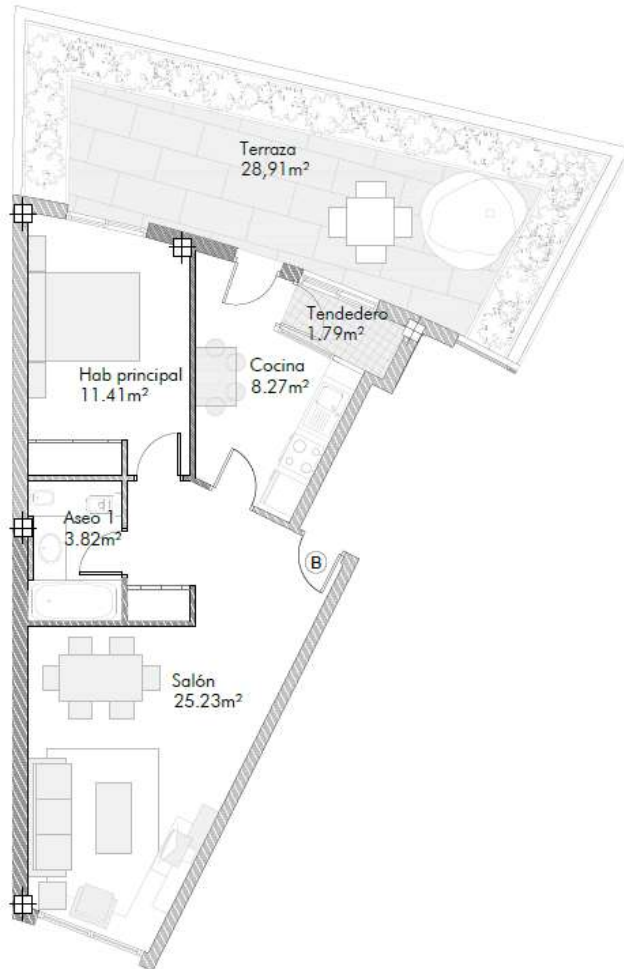 Terraza
28,91m²
Tendedero
1.79m²
Cocina
8.27m²
Hab principal
11.41m²
Aseo 1
3.82m²
B
Salón
25.23m²